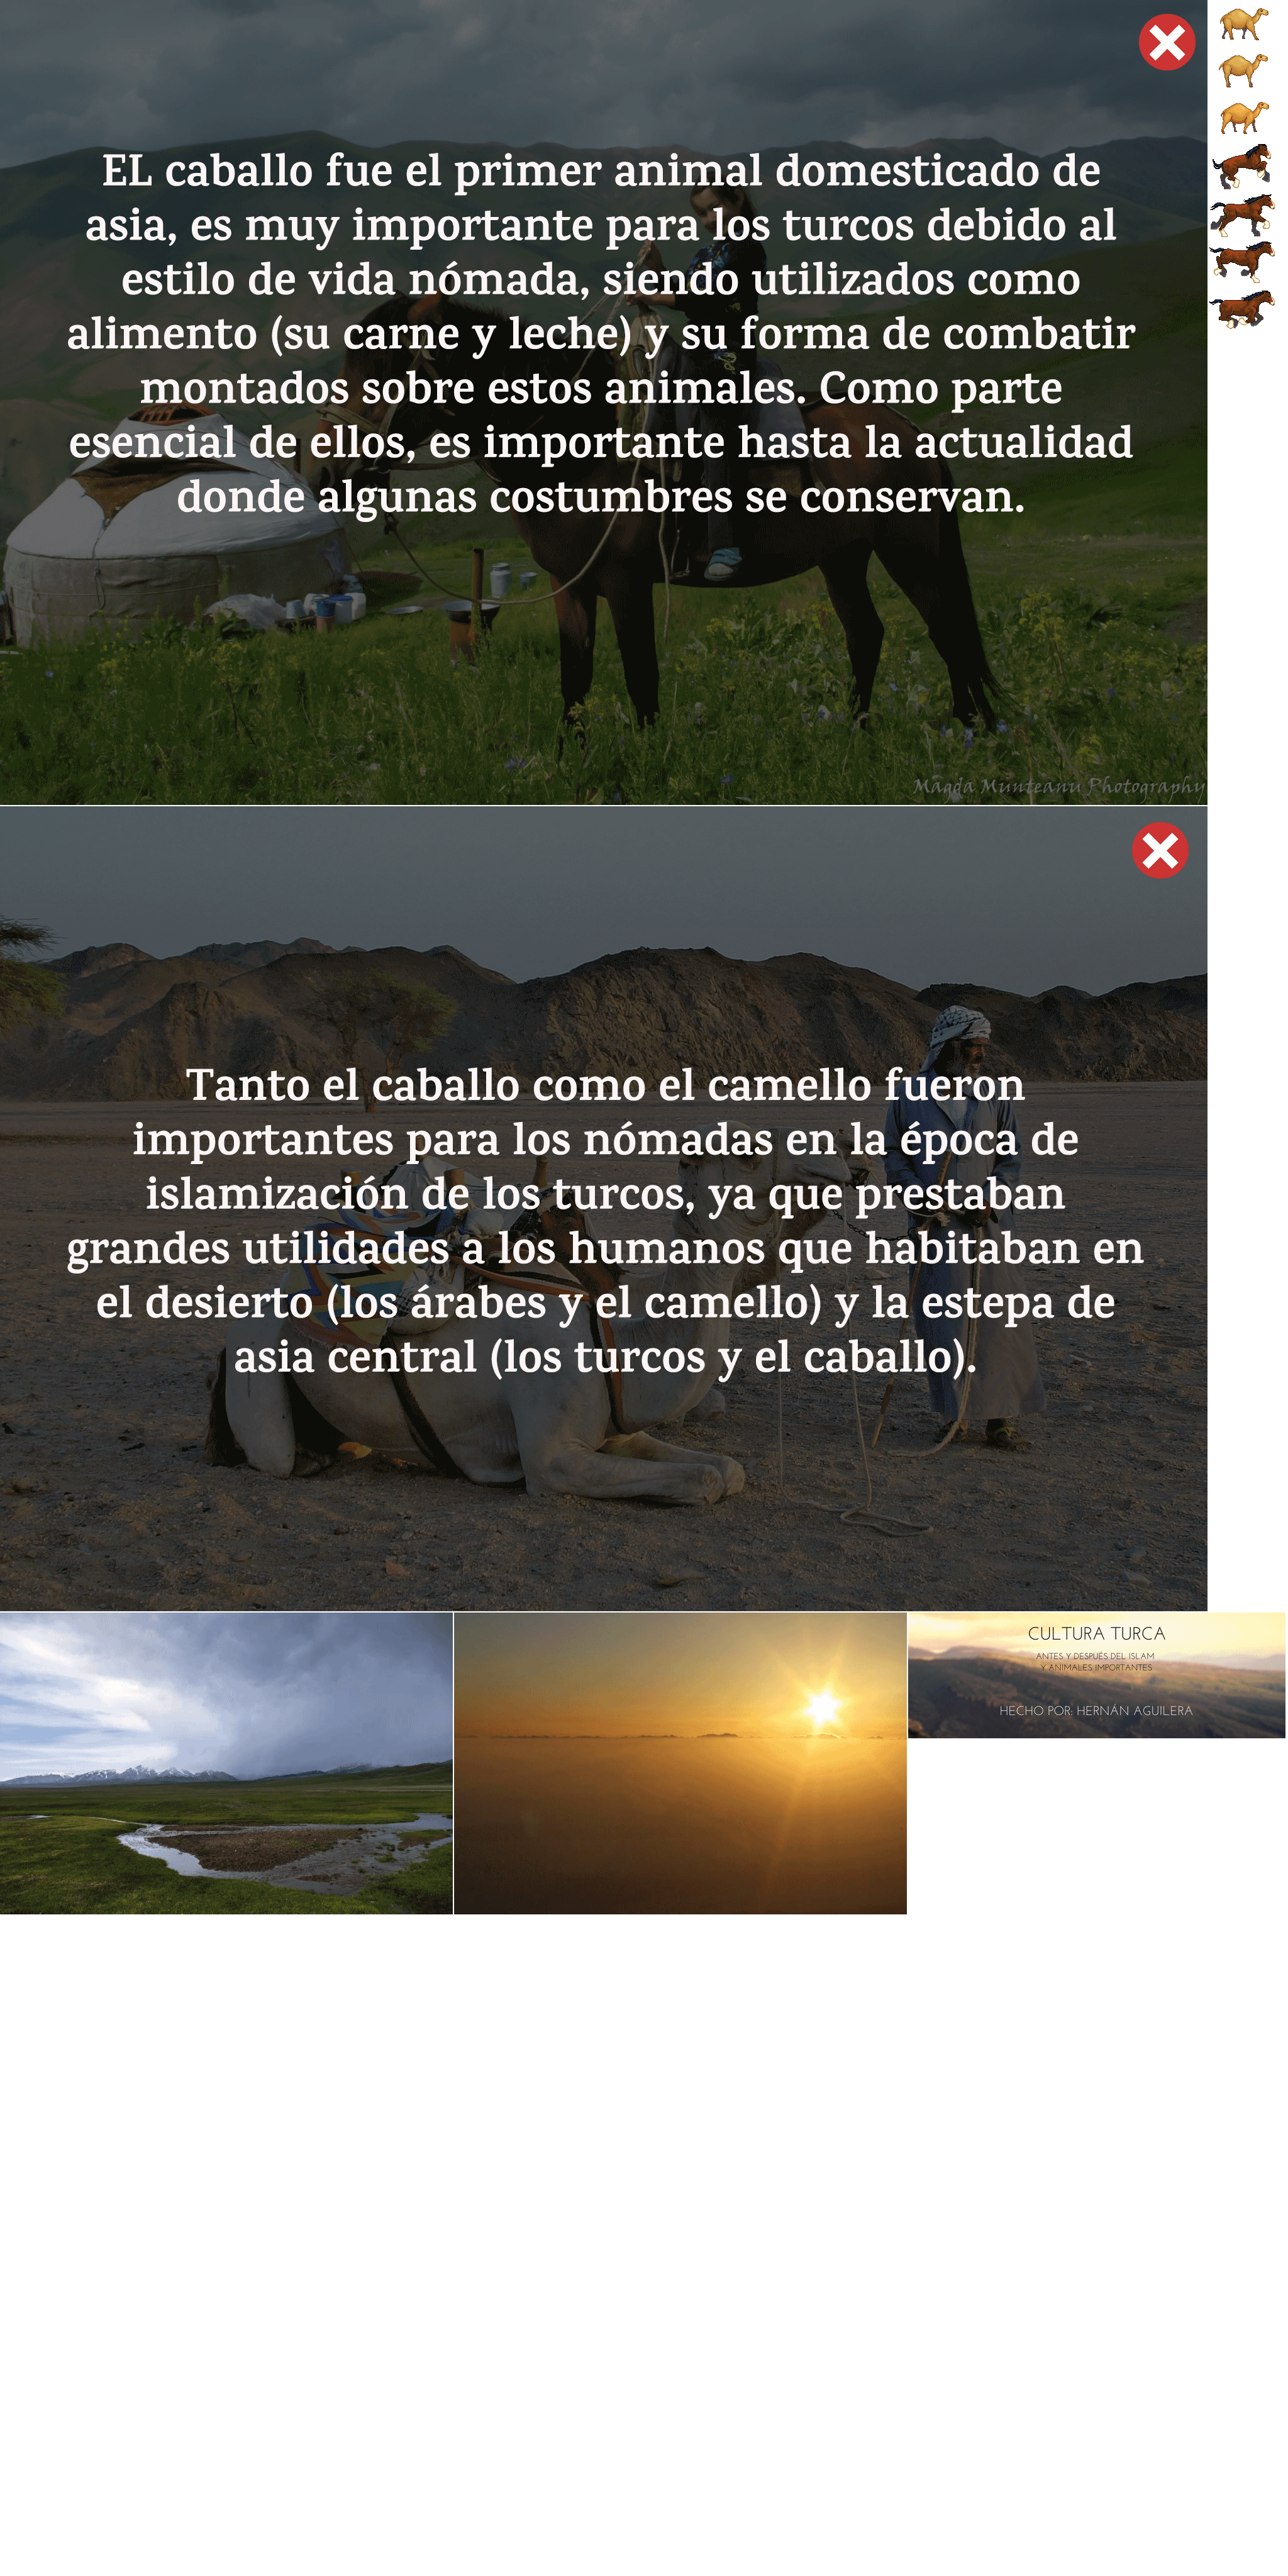 EL caballo fue el primer animal domesticado de
asia, es muy importante para los turcos debido al
estilo de vida nómada, siendo utilizados como
alimento (su carne y leche) y su forma de combatir
montados sobre estos animales. Como parte
esencial de ellos, es importante hasta la actualidad
donde algunas costumbres se conservan.
Magda Munteanu Photography
Tanto el caballo como el camello fueron
importantes para los nómadas en la época de
islamización de los turcos, ya que prestaban
grandes utilidades a los humanos que habitaban en
el desierto (los árabes y el camello) y la estepa de
asia central (los turcos y el caballo).
CULTURA TURCA
ANTES Y DESPUÉS DEL ISLAM
Y ANIMALES IMPORTANTES
HECHO POR: HERNÁN AGUILERA